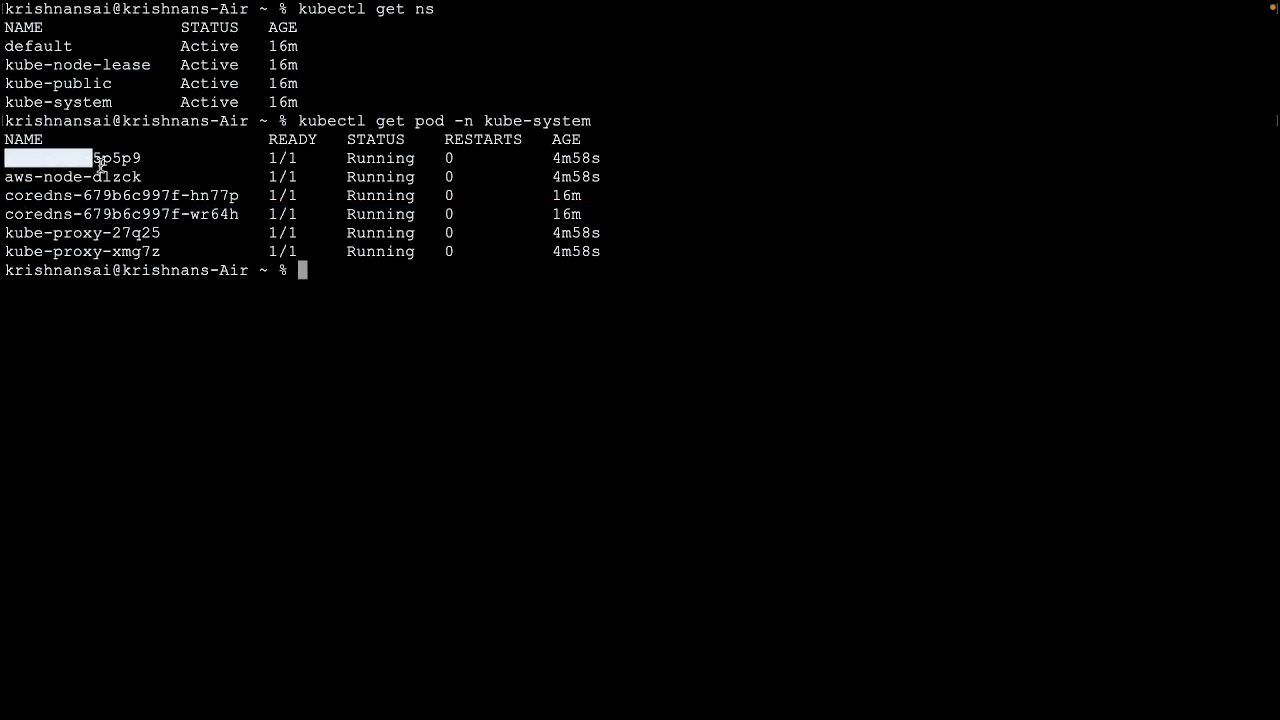 krishnansai@krishnans-Air ~ % kubectl get ns
NAME STATUS AGE
default Active 16m
kube-node-lease Active 16m
kube-public Active 16m
kube-system Active 16m
krishnansai@krishnans-Air ~ % kubectl get pod -n kube-system
NAME READY STATUS RESTARTS AGE
5p5p9 1/1 Running 0 4m58s
aws-node-dlzck 1/1 Running 0 4m58s
coredns-679b6c997f-hn77p 1/1 Running 0 16m
coredns-679b6c997f-wr64h 1/1 Running 0 16m
kube-proxy-27q25 1/1 Running 0 4m58s
kube-proxy-xmg7z 1/1 Running 0 4m58s
krishnansai@krishnans-Air ~ %